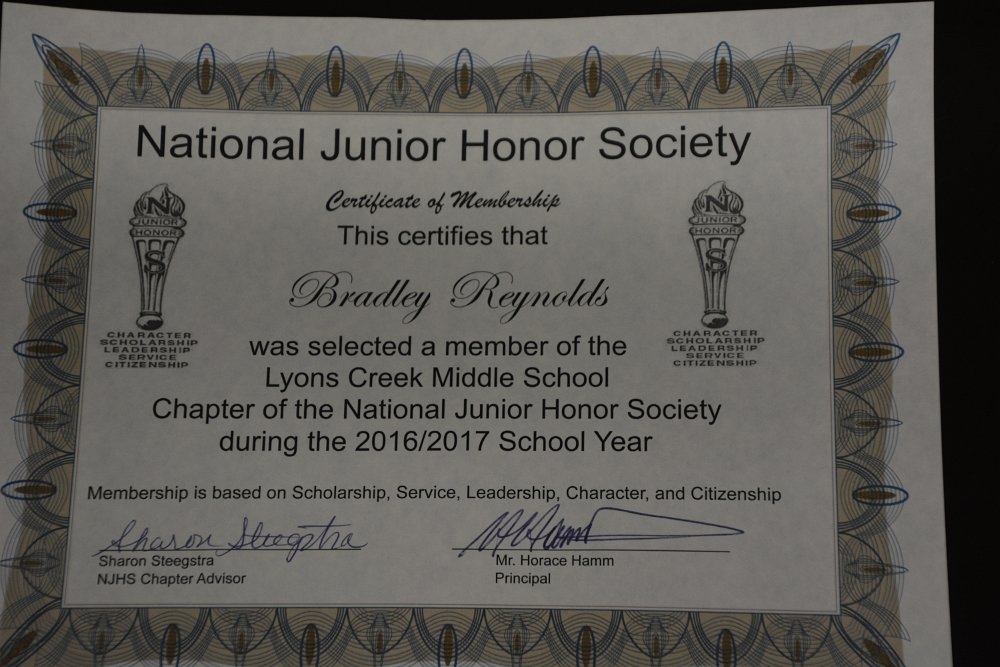 National Junior Honor Society
Certificate of Membership
This certifies that
Bradley Reynolds
was selected a member of the
Lyons Creek Middle School
Chapter of the National Junior Honor Society
during the 2016/2017 School Year
N
JUNIOR
HONOR
S
CHARACTER
SCHOLARSHIP
LEADERSHIP
SERVICE
CITIZENSHIP
N
JUNIOR
HONOR
S
CHARACTER
SCHOLARSHIP
LEADERSHIP
SERVICE
CITIZENSHIP
Membership is based on Scholarship, Service, Leadership, Character, and Citizenship
Sharon Steegstra
Sharon Steegstra
NJHS Chapter Advisor
Mr. Horace Hamm
Principal